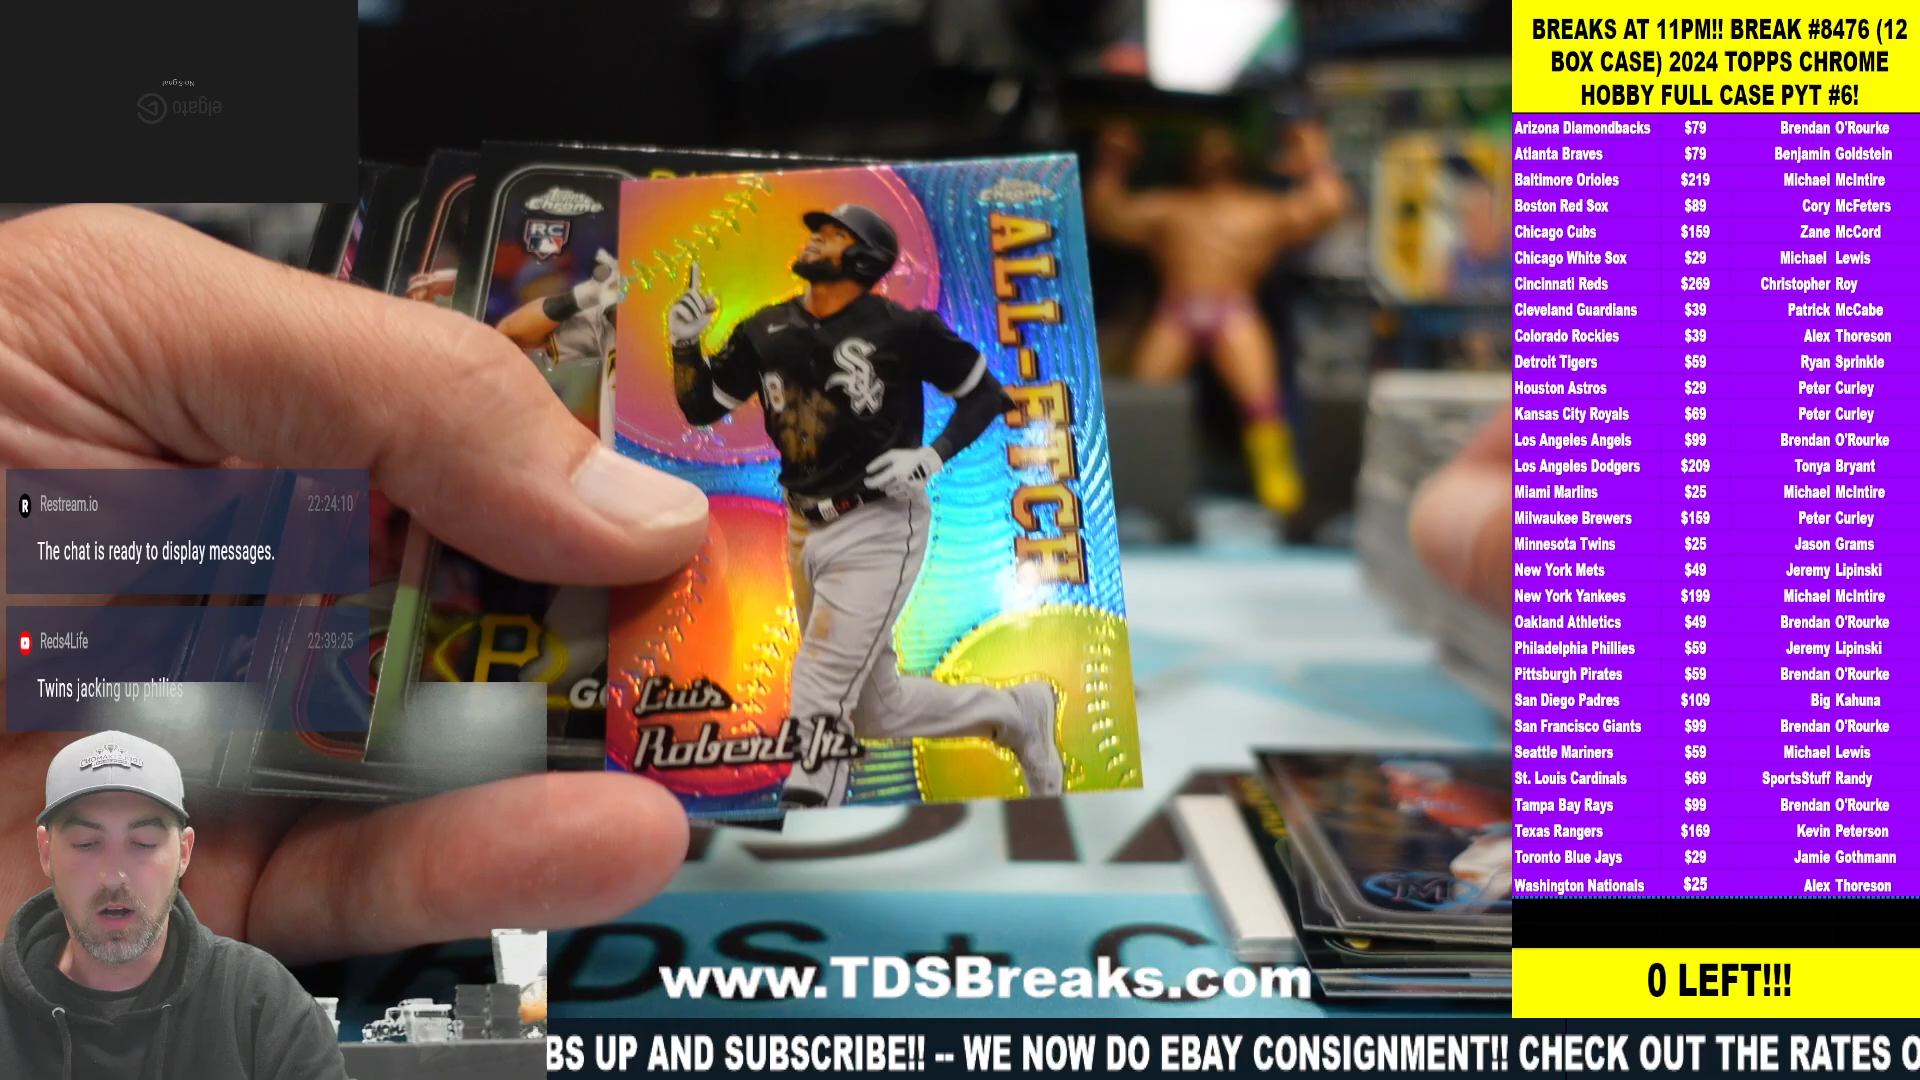 BREAKS AT 11PM!! BREAK #8476 (12
BOX CASE) 2024 TOPPS CHROME
HOBBY FULL CASE PYT #6!
Arizona Diamondbacks $79 Brendan O'Rourke
Atlanta Braves $79 Benjamin Goldstein
Baltimore Orioles $219 Michael McIntire
Boston Red Sox $89 Cory McFeters
Chicago Cubs $159 Zane McCord
Chicago White Sox $29 Michael Lewis
Cincinnati Reds $269 Christopher Roy
Cleveland Guardians $39 Patrick McCabe
Colorado Rockies $39 Alex Thoreson
Detroit Tigers $59 Ryan Sprinkle
Houston Astros $29 Peter Curley
Kansas City Royals $69 Peter Curley
Los Angeles Angels $99 Brendan O'Rourke
Los Angeles Dodgers $209 Tonya Bryant
Miami Marlins $25 Michael McIntire
Milwaukee Brewers $159 Peter Curley
Minnesota Twins $25 Jason Grams
New York Mets $49 Jeremy Lipinski
New York Yankees $199 Michael McIntire
Oakland Athletics $49 Brendan O'Rourke
Philadelphia Phillies $59 Jeremy Lipinski
Pittsburgh Pirates $59 Brendan O'Rourke
San Diego Padres $109 Big Kahuna
San Francisco Giants $99 Brendan O'Rourke
Seattle Mariners $59 Michael Lewis
St. Louis Cardinals $69 SportsStuff Randy
Tampa Bay Rays $99 Brendan O'Rourke
Texas Rangers $169 Kevin Peterson
Toronto Blue Jays $29 Jamie Gothmann
Washington Nationals $25 Alex Thoreson
0 LEFT!!!
No Signal
elgato
Topps
Chrome
RC
Chrome
ALL-ETCH
Sox
8
Luis
Robert Jr.
P
Restream.io 22:24:10
The chat is ready to display messages.
Reds4Life 22:39:25
Twins jacking up philies
www.TDSBreaks.com
BS UP AND SUBSCRIBE!! -- WE NOW DO EBAY CONSIGNMENT!! CHECK OUT THE RATES O